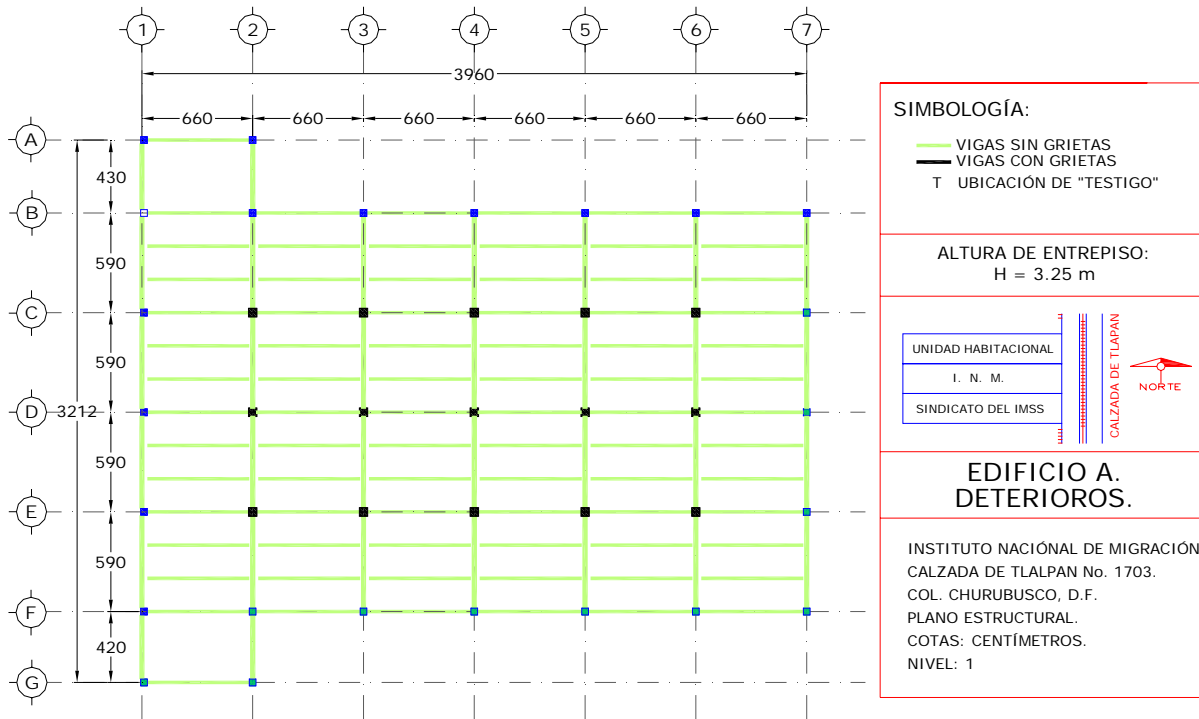 1 2 3 4 5 6 7
3960
660 660 660 660 660 660
A
430
B
590
C
590
D
3212
590
E
590
F
420
G
SIMBOLOGÍA:
VIGAS SIN GRIETAS
VIGAS CON GRIETAS
T UBICACIÓN DE "TESTIGO"
ALTURA DE ENTREPISO:
H = 3.25 m
UNIDAD HABITACIONAL
I. N. M.
SINDICATO DEL IMSS
CALZADA DE TLAPAN
NORTE
EDIFICIO A.
DETERIOROS.
INSTITUTO NACIÓNAL DE MIGRACIÓN
CALZADA DE TLALPAN No. 1703.
COL. CHURUBUSCO, D.F.
PLANO ESTRUCTURAL.
COTAS: CENTÍMETROS.
NIVEL: 1